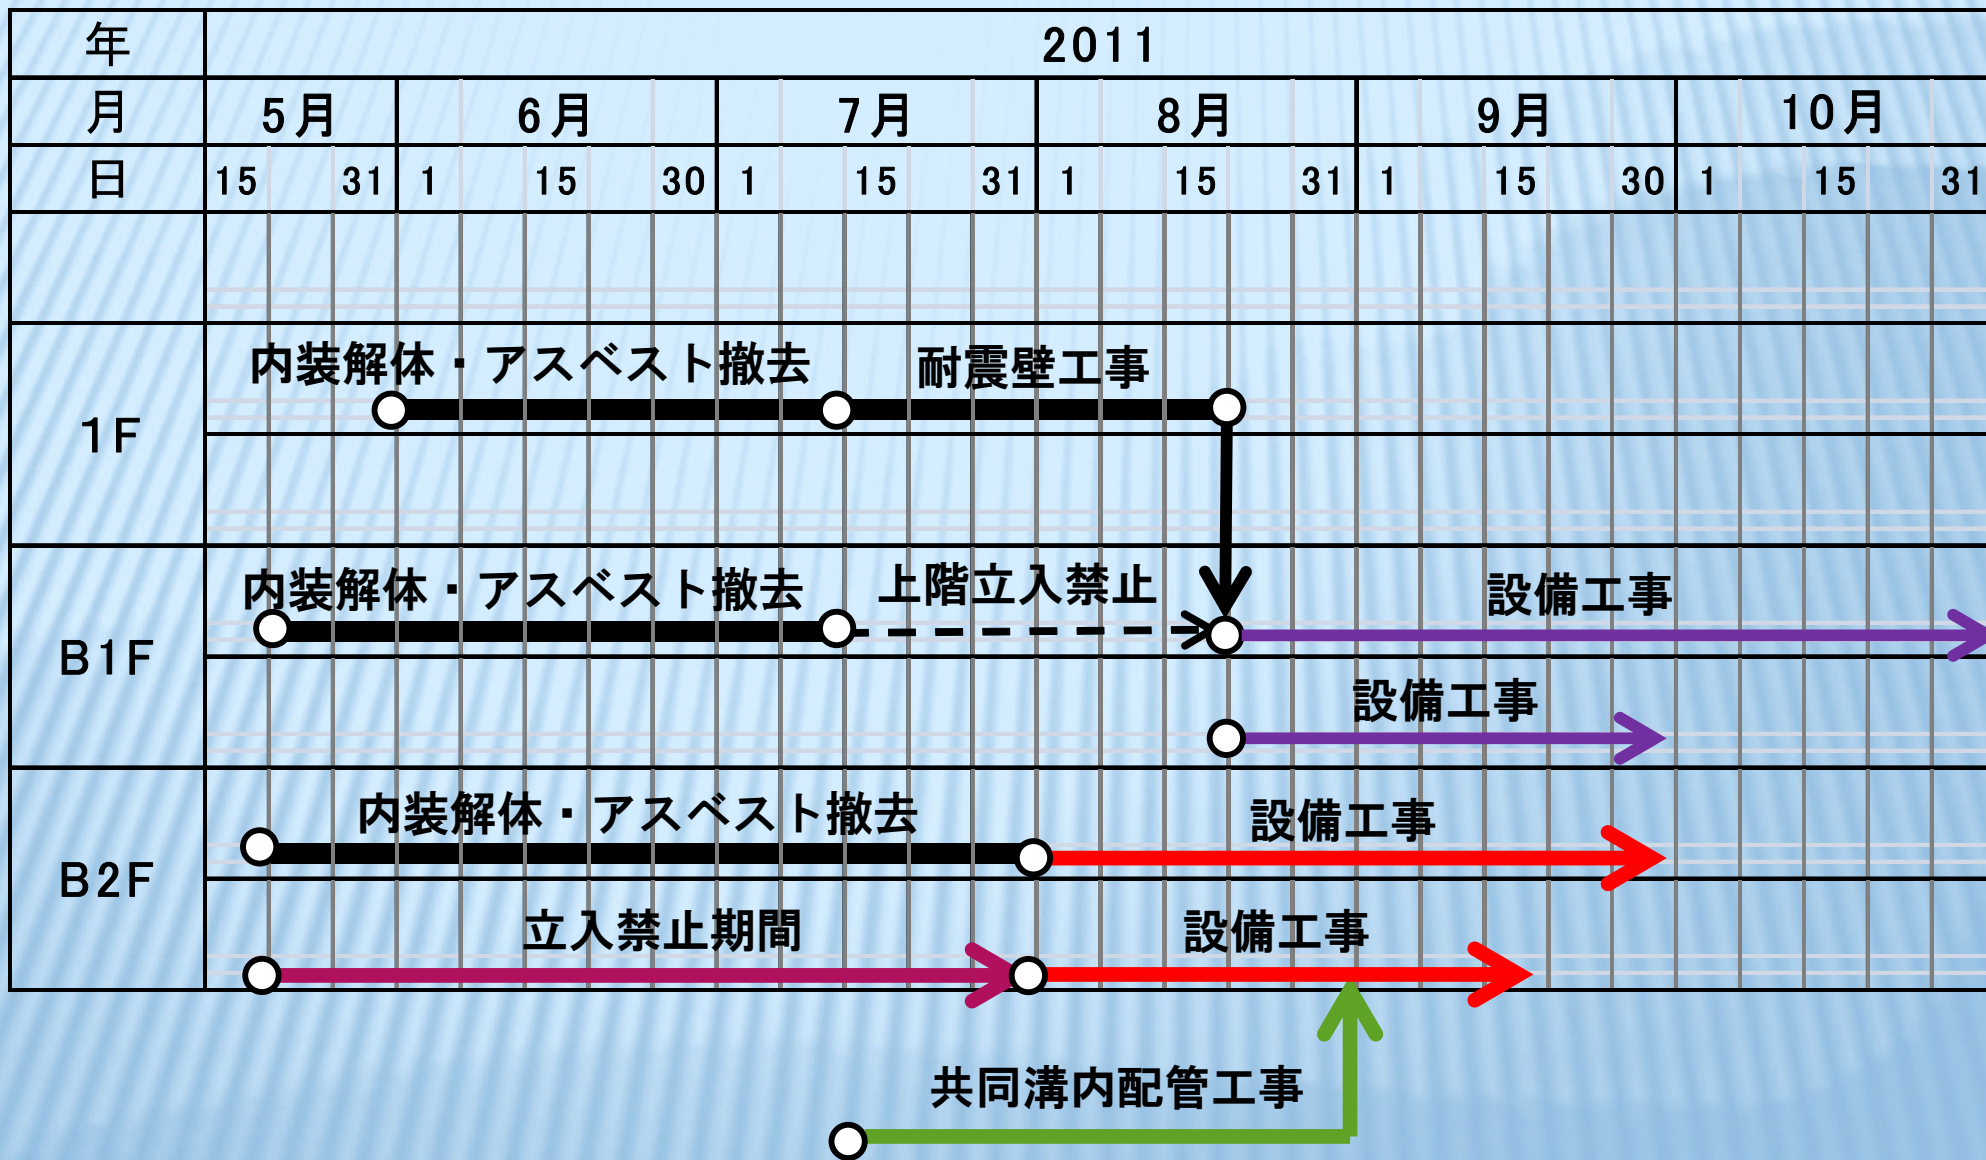 年 2011
月 5月 6月 7月 8月 9月 10月
日 15 31 1 15 30 1 15 31 1 15 31 1 15 30 1 15 31
1F
内装解体・アスベスト撤去 耐震壁工事
B1F
内装解体・アスベスト撤去 上階立入禁止 設備工事
設備工事
B2F
内装解体・アスベスト撤去 設備工事
立入禁止期間 設備工事
共同溝内配管工事